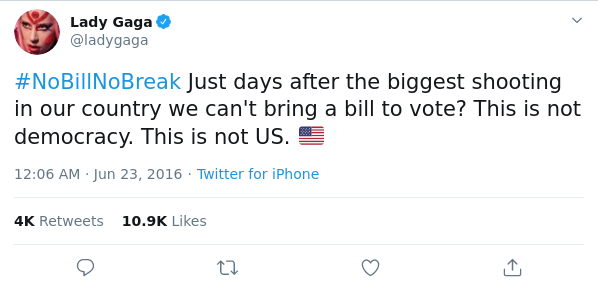 Lady Gaga
@ladygaga
#NoBillNoBreak Just days after the biggest shooting
in our country we can't bring a bill to vote? This is not
democracy. This is not US. 🇺🇸
12:06 AM · Jun 23, 2016 · Twitter for iPhone
4K Retweets 10.9K Likes